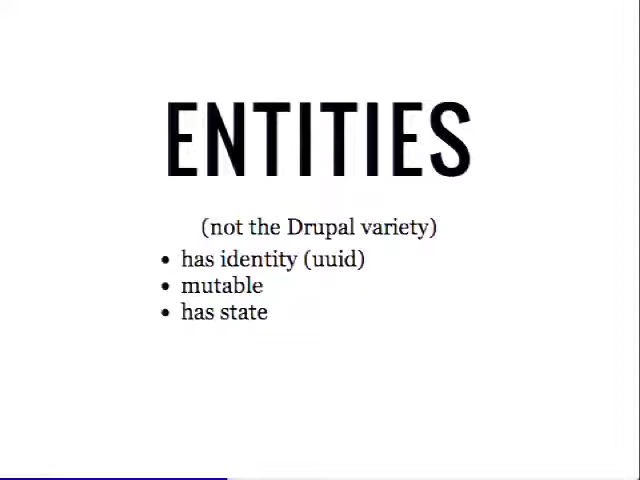 ENTITIES
(not the Drupal variety)
• has identity (uuid)
• mutable
• has state